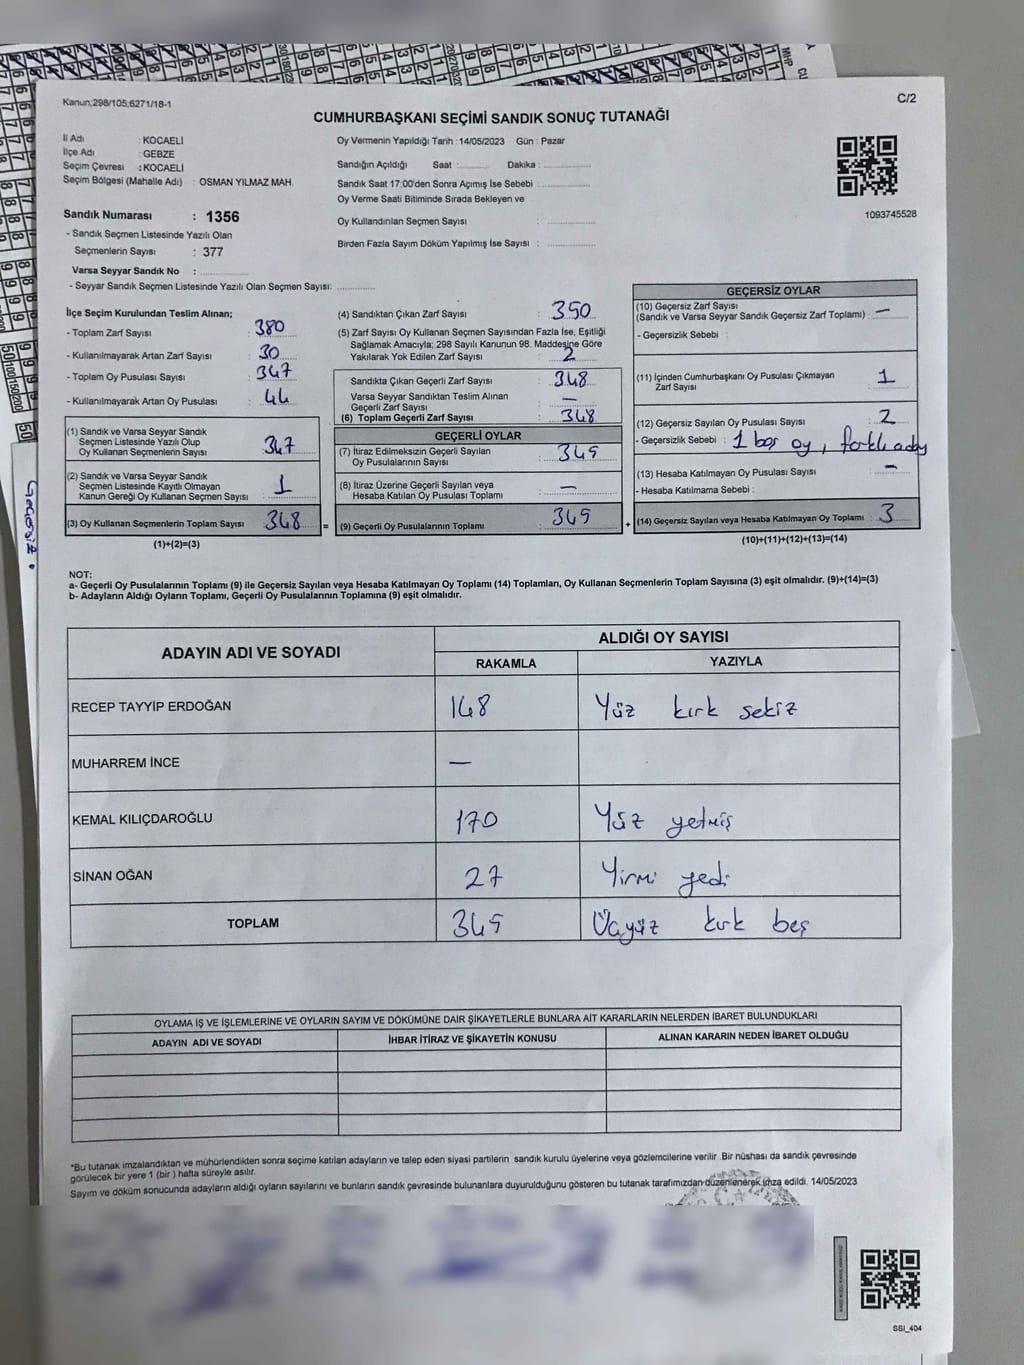 Kanun;298/105;6271/18-1
C/2
CUMHURBAŞKANI SEÇİMİ SANDIK SONUÇ TUTANAĞI
İl Adı : KOCAELİ
İlçe Adı : GEBZE
Seçim Çevresi : KOCAELİ
Seçim Bölgesi (Mahalle Adı) : OSMAN YILMAZ MAH.
Oy Vermenin Yapıldığı Tarih : 14/05/2023 Gün : Pazar
Sandığın Açıldığı Saat : Dakika :
Sandık Saat 17:00'den Sonra Açımış İse Sebebi :
Oy Verme Saati Bitiminde Sırada Bekleyen ve
Oy Kullandırılan Seçmen Sayısı :
Birden Fazla Sayım Döküm Yapılmış İse Sayısı :
1093745528
Sandık Numarası : 1356
- Sandık Seçmen Listesinde Yazılı Olan
Seçmenlerin Sayısı : 377
Varsa Seyyar Sandık No :
- Seyyar Sandık Seçmen Listesinde Yazılı Olan Seçmen Sayısı:
İlçe Seçim Kurulundan Teslim Alınan;
- Toplam Zarf Sayısı 380
- Kullanılmayarak Artan Zarf Sayısı 30
- Toplam Oy Pusulası Sayısı 347
- Kullanılmayarak Artan Oy Pusulası 44
(1) Sandık ve Varsa Seyyar Sandık
Seçmen Listesinde Yazılı Olup
Oy Kullanan Seçmenlerin Sayısı 347
(2) Sandık ve Varsa Seyyar Sandık
Seçmen Listesinde Kayıtlı Olmayan
Kanun Gereği Oy Kullanan Seçmen Sayısı 1
(3) Oy Kullanan Seçmenlerin Toplam Sayısı 348
(1)+(2)=(3)
(4) Sandıktan Çıkan Zarf Sayısı 350
(5) Zarf Sayısı Oy Kullanan Seçmen Sayısından Fazla İse, Eşitliği
Sağlamak Amacıyla; 298 Sayılı Kanunun 98. Maddesine Göre
Yakılarak Yok Edilen Zarf Sayısı 2
Sandıkta Çıkan Geçerli Zarf Sayısı 348
Varsa Seyyar Sandıktan Teslim Alınan
Geçerli Zarf Sayısı —
(6) Toplam Geçerli Zarf Sayısı 348
GEÇERLİ OYLAR
(7) İtiraz Edilmeksizin Geçerli Sayılan
Oy Pusulalarının Sayısı 345
(8) İtiraz Üzerine Geçerli Sayılan veya
Hesaba Katılan Oy Pusulası Toplamı —
= (9) Geçerli Oy Pusulalarının Toplamı 345
GEÇERSİZ OYLAR
(10) Geçersiz Zarf Sayısı
(Sandık ve Varsa Seyyar Sandık Geçersiz Zarf Toplamı) : —
- Geçersizlik Sebebi :
(11) İçinden Cumhurbaşkanı Oy Pusulası Çıkmayan
Zarf Sayısı 1
(12) Geçersiz Sayılan Oy Pusulası Sayısı 2
- Geçersizlik Sebebi : 1 boş oy, farklı aday
(13) Hesaba Katılmayan Oy Pusulası Sayısı —
- Hesaba Katılmama Sebebi :
+ (14) Geçersiz Sayılan veya Hesaba Katılmayan Oy Toplamı 3
(10)+(11)+(12)+(13)=(14)
NOT:
a- Geçerli Oy Pusulalarının Toplamı (9) ile Geçersiz Sayılan veya Hesaba Katılmayan Oy Toplamı (14) Toplamları, Oy Kullanan Seçmenlerin Toplam Sayısına (3) eşit olmalıdır. (9)+(14)=(3)
b- Adayların Aldığı Oyların Toplamı, Geçerli Oy Pusulalarının Toplamına (9) eşit olmalıdır.
ADAYIN ADI VE SOYADI
ALDIĞI OY SAYISI
RAKAMLA YAZIYLA
RECEP TAYYİP ERDOĞAN 148 Yüz kırk sekiz
MUHARREM İNCE —
KEMAL KILIÇDAROĞLU 170 Yüz yetmiş
SİNAN OĞAN 27 Yirmi yedi
TOPLAM 345 Üçyüz kırk beş
OYLAMA İŞ VE İŞLEMLERİNE VE OYLARIN SAYIM VE DÖKÜMÜNE DAİR ŞİKAYETLERLE BUNLARA AİT KARARLARIN NELERDEN İBARET BULUNDUKLARI
ADAYIN ADI VE SOYADI İHBAR İTİRAZ VE ŞİKAYETİN KONUSU ALINAN KARARIN NEDEN İBARET OLDUĞU
*Bu tutanak imzalandıktan ve mühürlendikten sonra seçime katılan adayların ve talep eden siyasi partilerin sandık kurulu üyelerine veya gözlemcilerine verilir .Bir nüshası da sandık çevresinde
görülecek bir yere 1 (bir ) hafta süreyle asılır.
Sayım ve döküm sonucunda adayların aldığı oyların sayılarını ve bunların sandık çevresinde bulunanlara duyurulduğunu gösteren bu tutanak tarafımızdan düzenlenerek imza edildi. 14/05/2023
SSI_404